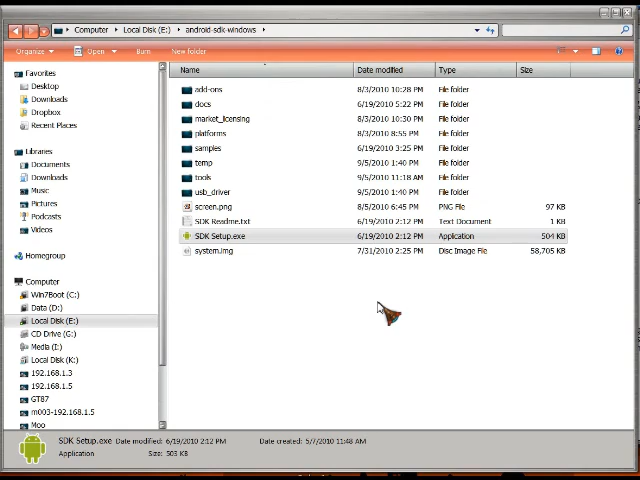 Computer Local Disk (E:) android-sdk-windows
Organize Open Burn New folder
Name Date modified Type Size
Favorites
Desktop
Downloads
Dropbox
Recent Places
Libraries
Documents
Downloads
Music
Pictures
Podcasts
Videos
Homegroup
Computer
Win7Boot (C:)
Data (D:)
Local Disk (E:)
CD Drive (G:)
Media (I:)
Local Disk (K:)
192.168.1.3
192.168.1.5
GT87
m003-192.168.1.5
Moo
add-ons 8/3/2010 10:28 PM File folder
docs 6/19/2010 5:22 PM File folder
market_licensing 8/3/2010 10:30 PM File folder
platforms 8/3/2010 8:55 PM File folder
samples 6/19/2010 3:25 PM File folder
temp 9/5/2010 1:40 PM File folder
tools 9/5/2010 11:18 AM File folder
usb_driver 9/5/2010 1:40 PM File folder
screen.png 8/5/2010 6:45 PM PNG File 97 KB
SDK Readme.txt 6/19/2010 2:12 PM Text Document 1 KB
SDK Setup.exe 6/19/2010 2:12 PM Application 504 KB
system.img 7/31/2010 2:25 PM Disc Image File 58,705 KB
SDK Setup.exe Date modified: 6/19/2010 2:12 PM Date created: 5/7/2010 11:48 AM
Application Size: 503 KB